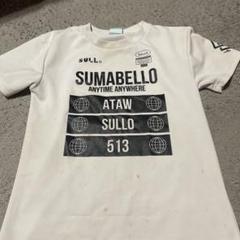 SULL
SUMABELLO
ANYTIME ANYWHERE
ATAW
SULLO
513